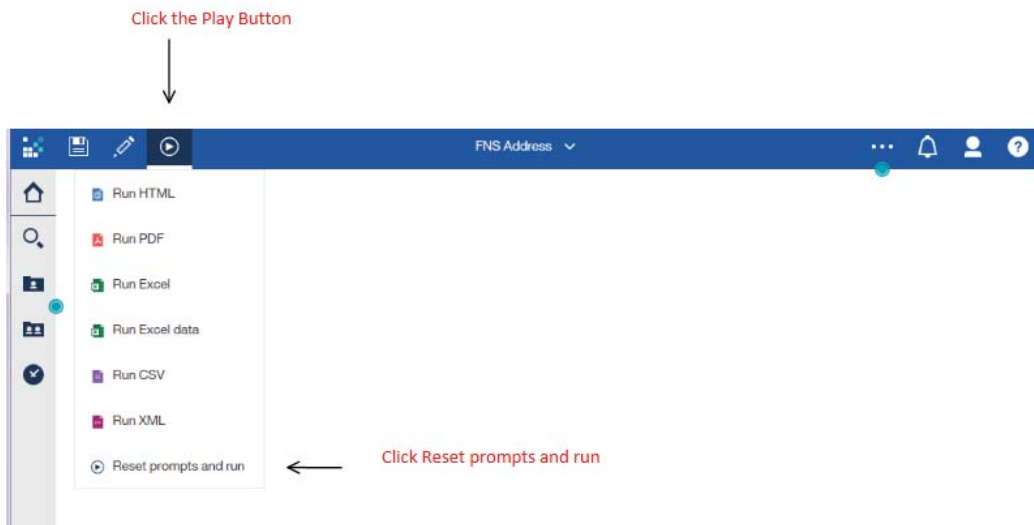 Click the Play Button
FNS Address
?
Run HTML
Run PDF
Run Excel
Run Excel data
Run CSV
Run XML
Reset prompts and run
Click Reset prompts and run